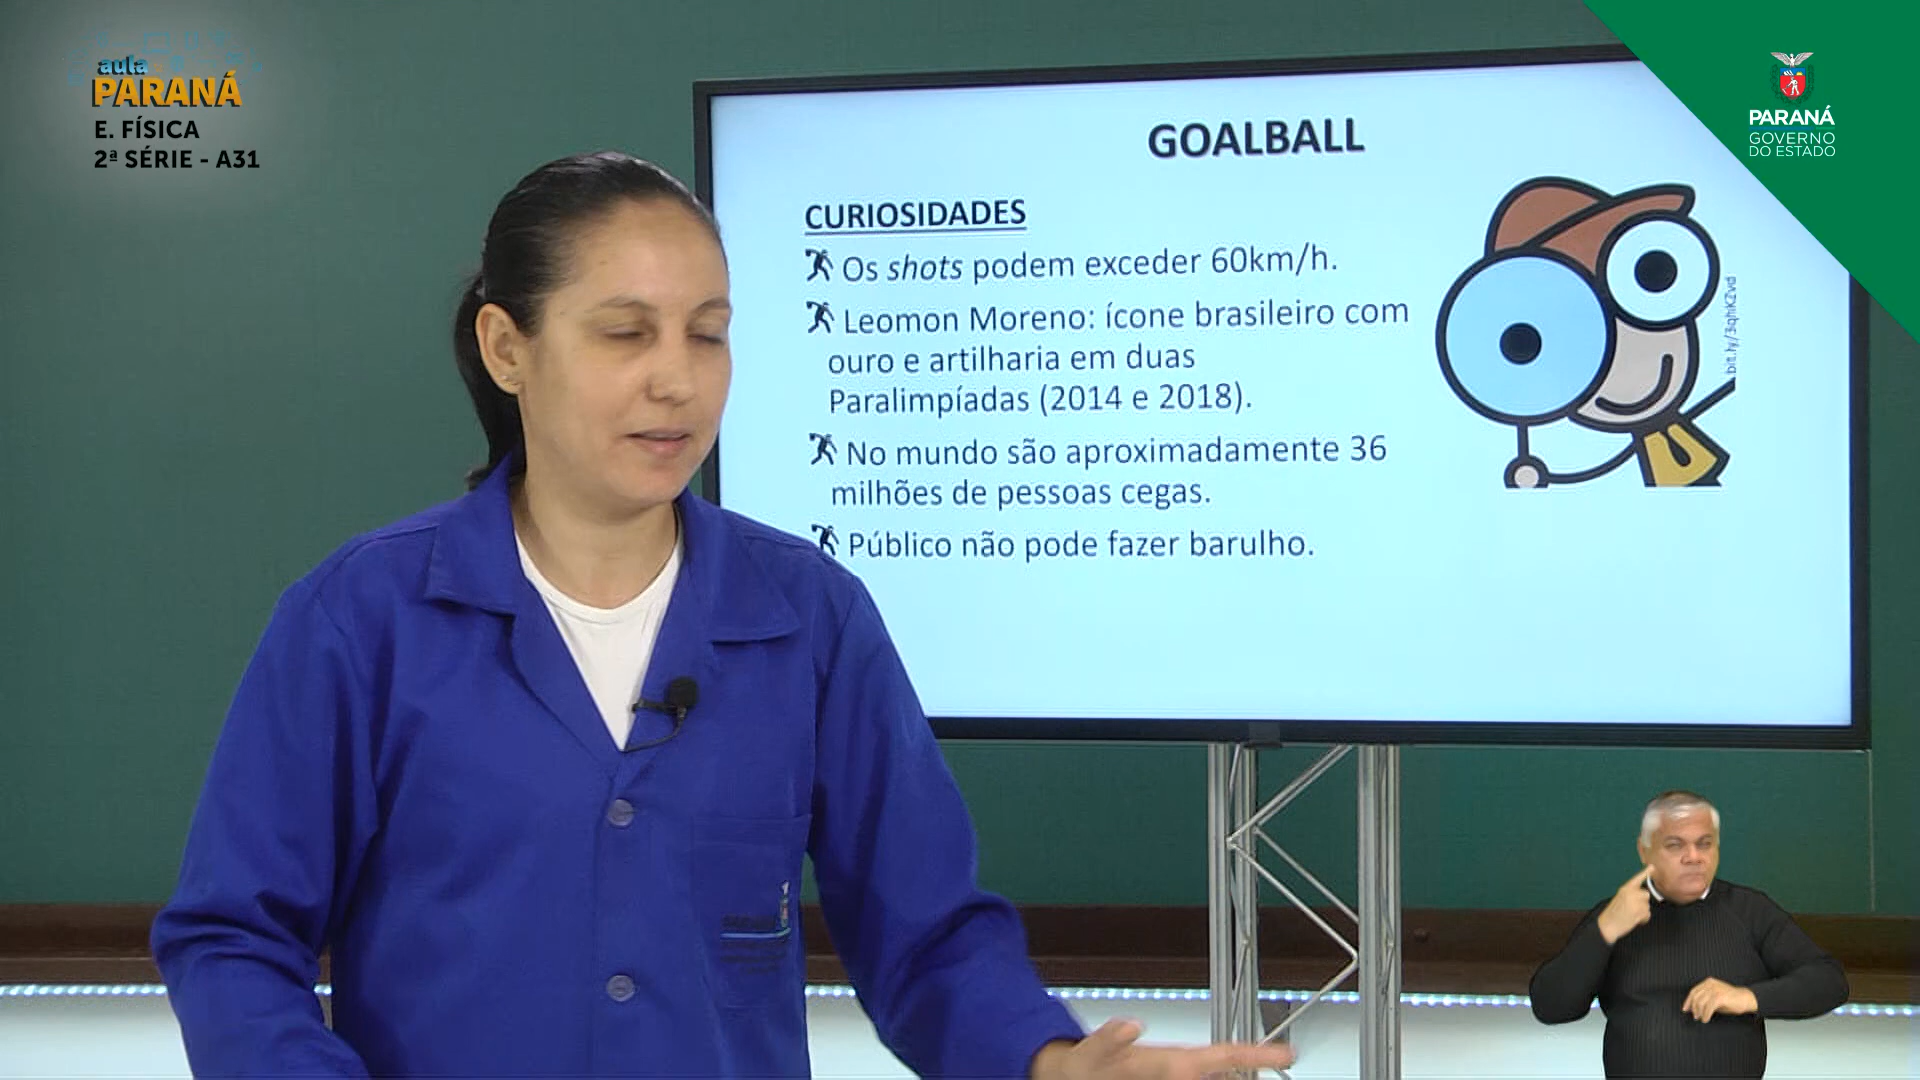 aula
PARANÁ
E. FÍSICA
2ª SÉRIE - A31
PARANÁ
GOVERNO
DO ESTADO
GOALBALL
CURIOSIDADES
Os shots podem exceder 60km/h.
Leomon Moreno: ícone brasileiro com
ouro e artilharia em duas
Paralimpíadas (2014 e 2018).
No mundo são aproximadamente 36
milhões de pessoas cegas.
Público não pode fazer barulho.
bit.ly/3qhKZvd